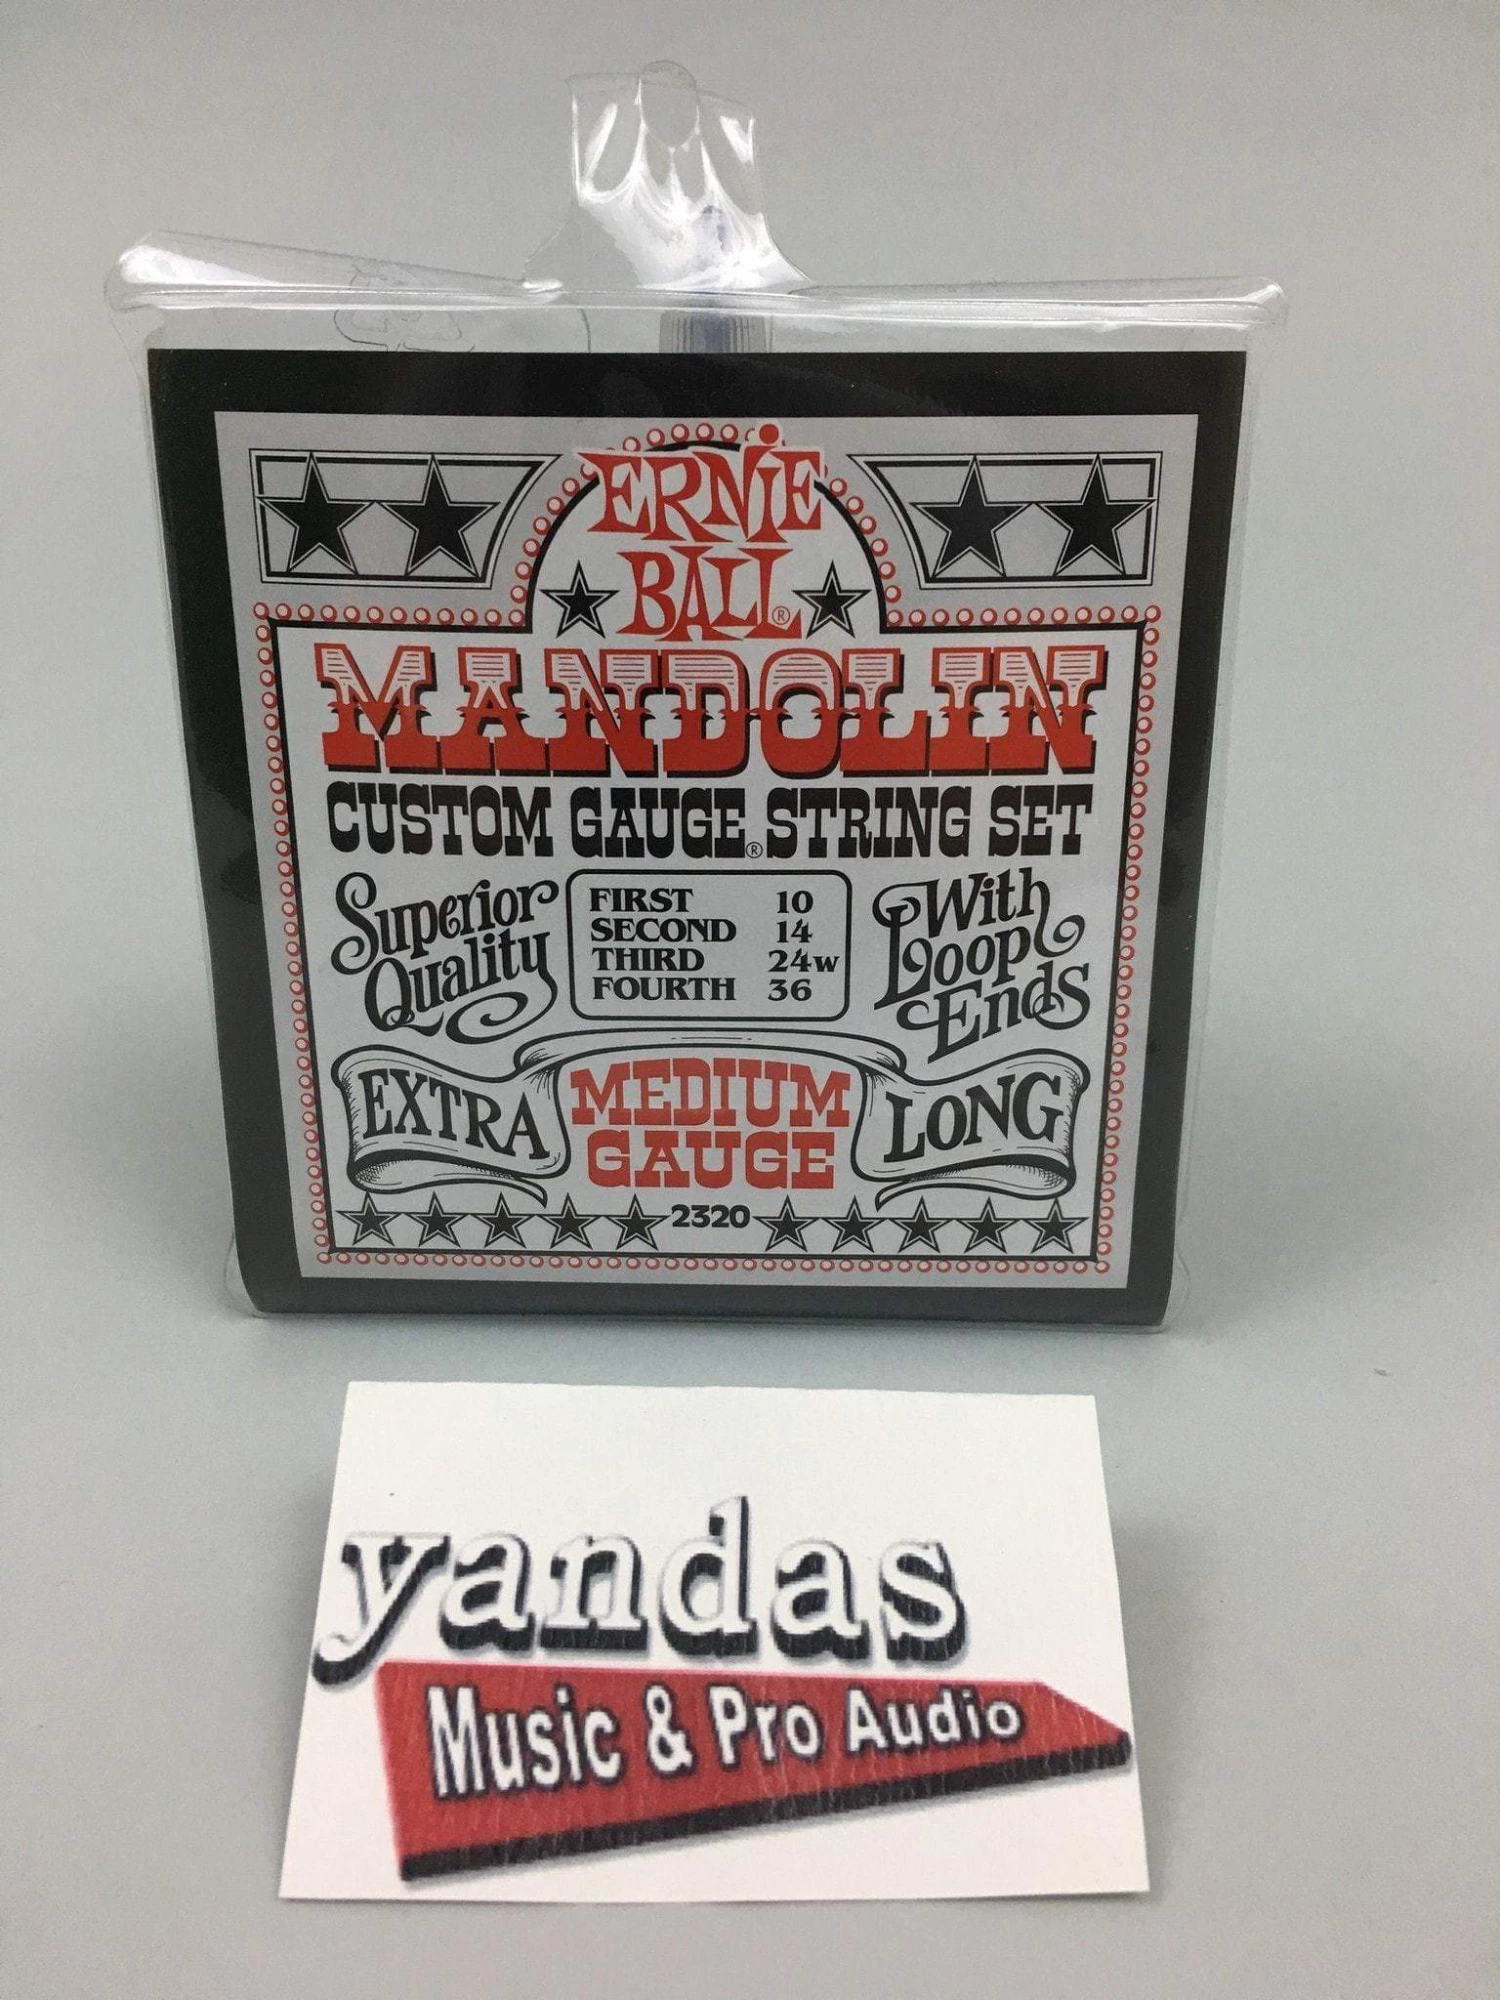 ERNIE
BALL®
MANDOLIN
CUSTOM GAUGE® STRING SET
Superior
Quality
FIRST 10
SECOND 14
THIRD 24w
FOURTH 36
With
Loop
Ends
EXTRA MEDIUM GAUGE LONG
2320
yandas
Music & Pro Audio